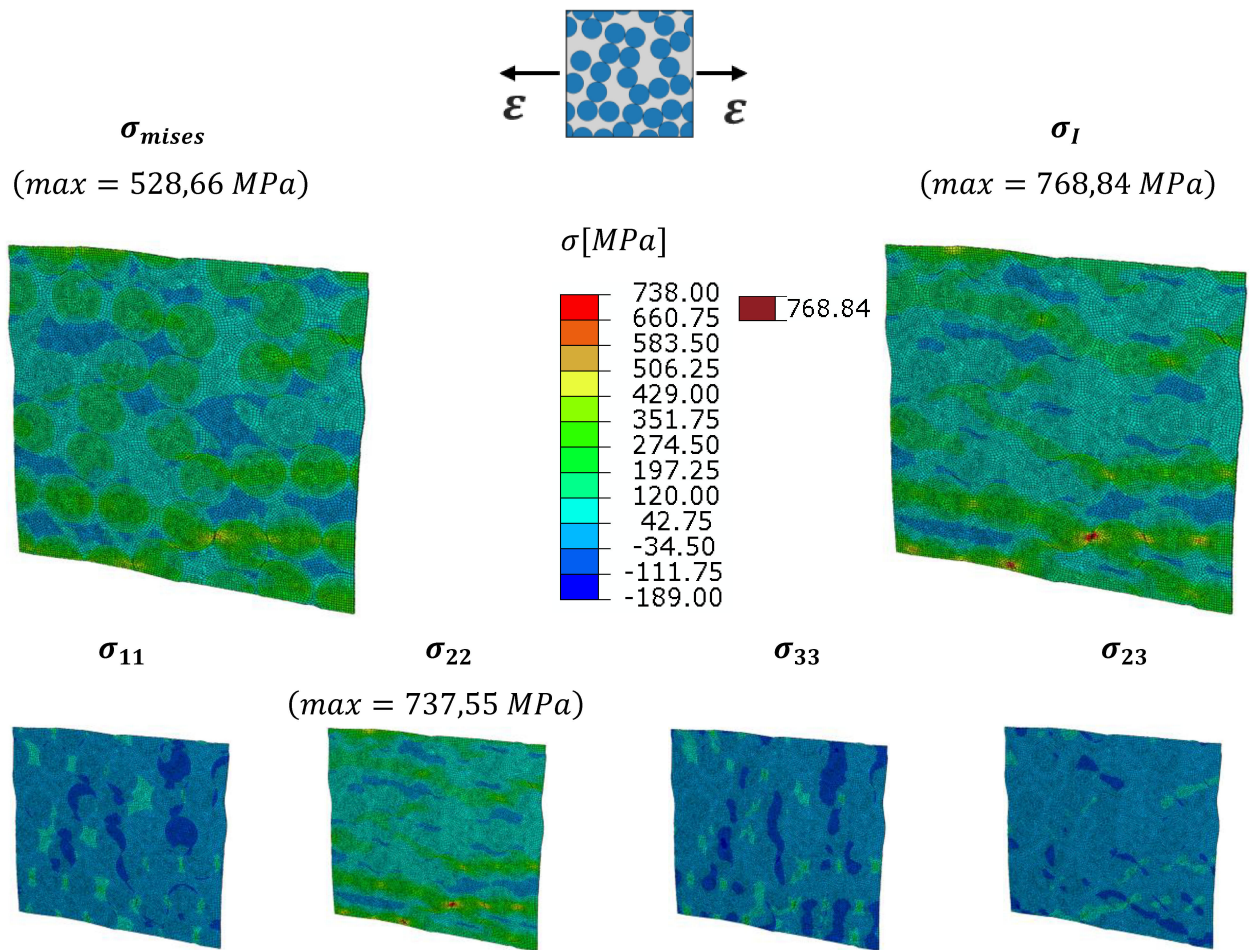 ε ε
σ_mises
(max = 528,66 MPa)
σ_I
(max = 768,84 MPa)
σ[MPa]
738.00
660.75
583.50
506.25
429.00
351.75
274.50
197.25
120.00
42.75
-34.50
-111.75
-189.00
768.84
σ_11
σ_22
(max = 737,55 MPa)
σ_33
σ_23